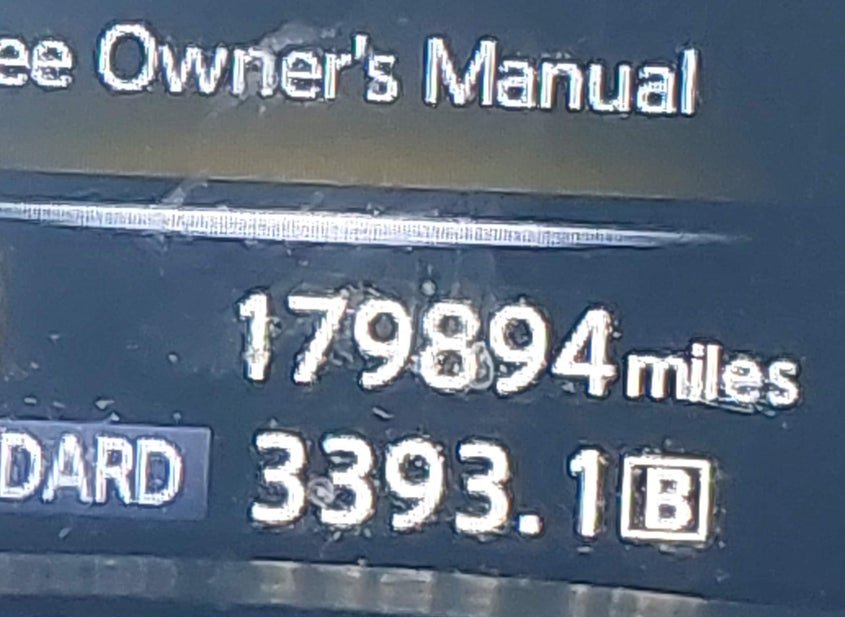 ee Owner's Manual
179894 miles
DARD 3393.1 B